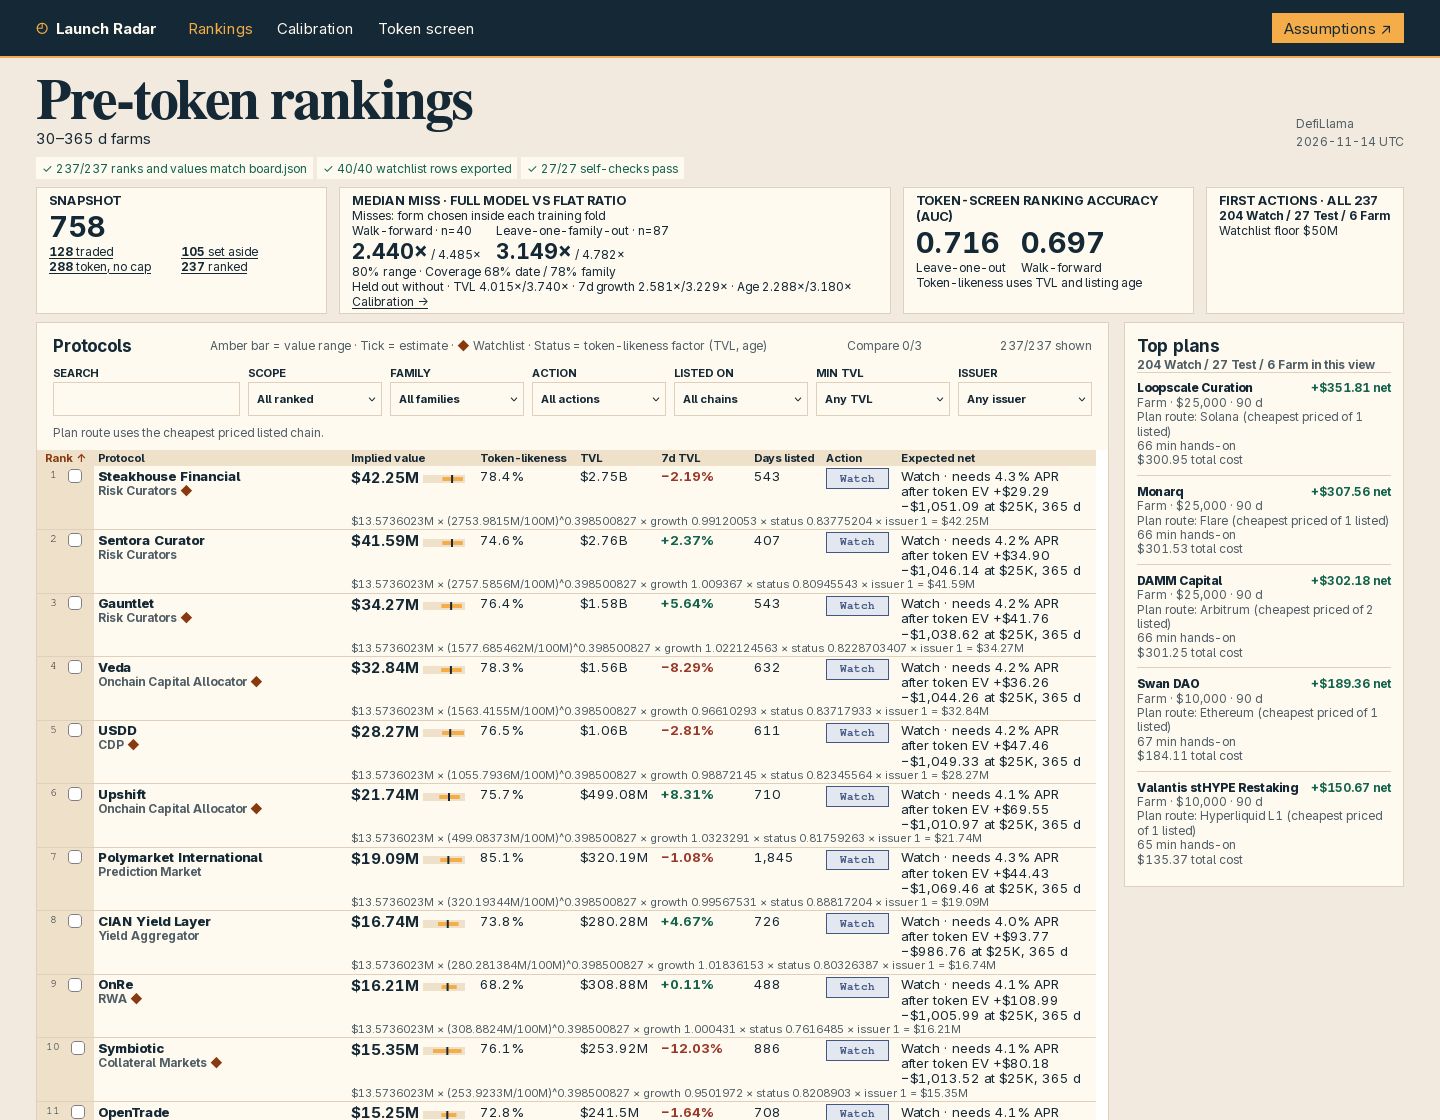 Launch Radar Rankings Calibration Token screen Assumptions ↗
Pre-token rankings
30–365 d farms
DefiLlama
2026-11-14 UTC
✓ 237/237 ranks and values match board.json ✓ 40/40 watchlist rows exported ✓ 27/27 self-checks pass
SNAPSHOT
758
128 traded 105 set aside
288 token, no cap 237 ranked
MEDIAN MISS · FULL MODEL VS FLAT RATIO
Misses: form chosen inside each training fold
Walk-forward · n=40 Leave-one-family-out · n=87
2.440× / 4.485× 3.149× / 4.782×
80% range · Coverage 68% date / 78% family
Held out without · TVL 4.015×/3.740× · 7d growth 2.581×/3.229× · Age 2.288×/3.180×
Calibration →
TOKEN-SCREEN RANKING ACCURACY
(AUC)
0.716 0.697
Leave-one-out Walk-forward
Token-likeness uses TVL and listing age
FIRST ACTIONS · ALL 237
204 Watch / 27 Test / 6 Farm
Watchlist floor $50M
Protocols Amber bar = value range · Tick = estimate · ◆ Watchlist · Status = token-likeness factor (TVL, age) Compare 0/3 237/237 shown
SEARCH SCOPE FAMILY ACTION LISTED ON MIN TVL ISSUER
All ranked All families All actions All chains Any TVL Any issuer
Plan route uses the cheapest priced listed chain.
Rank ↑ Protocol Implied value Token-likeness TVL 7d TVL Days listed Action Expected net
1 Steakhouse Financial $42.25M 78.4% $2.75B −2.19% 543 Watch Watch · needs 4.3% APR
Risk Curators ◆ after token EV +$29.29
−$1,051.09 at $25K, 365 d
$13.5736023M × (2753.9815M/100M)^0.398500827 × growth 0.99120053 × status 0.83775204 × issuer 1 = $42.25M
2 Sentora Curator $41.59M 74.6% $2.76B +2.37% 407 Watch Watch · needs 4.2% APR
Risk Curators after token EV +$34.90
−$1,046.14 at $25K, 365 d
$13.5736023M × (2757.5856M/100M)^0.398500827 × growth 1.009367 × status 0.80945543 × issuer 1 = $41.59M
3 Gauntlet $34.27M 76.4% $1.58B +5.64% 543 Watch Watch · needs 4.2% APR
Risk Curators ◆ after token EV +$41.76
−$1,038.62 at $25K, 365 d
$13.5736023M × (1577.685462M/100M)^0.398500827 × growth 1.022124563 × status 0.8228703407 × issuer 1 = $34.27M
4 Veda $32.84M 78.3% $1.56B −8.29% 632 Watch Watch · needs 4.2% APR
Onchain Capital Allocator ◆ after token EV +$36.26
−$1,044.26 at $25K, 365 d
$13.5736023M × (1563.4155M/100M)^0.398500827 × growth 0.96610293 × status 0.83717933 × issuer 1 = $32.84M
5 USDD $28.27M 76.5% $1.06B −2.81% 611 Watch Watch · needs 4.2% APR
CDP ◆ after token EV +$47.46
−$1,049.33 at $25K, 365 d
$13.5736023M × (1055.7936M/100M)^0.398500827 × growth 0.98872145 × status 0.82345564 × issuer 1 = $28.27M
6 Upshift $21.74M 75.7% $499.08M +8.31% 710 Watch Watch · needs 4.1% APR
Onchain Capital Allocator ◆ after token EV +$69.55
−$1,010.97 at $25K, 365 d
$13.5736023M × (499.08373M/100M)^0.398500827 × growth 1.0323291 × status 0.81759263 × issuer 1 = $21.74M
7 Polymarket International $19.09M 85.1% $320.19M −1.08% 1,845 Watch Watch · needs 4.3% APR
Prediction Market after token EV +$44.43
−$1,069.46 at $25K, 365 d
$13.5736023M × (320.19344M/100M)^0.398500827 × growth 0.99567531 × status 0.88817204 × issuer 1 = $19.09M
8 CIAN Yield Layer $16.74M 73.8% $280.28M +4.67% 726 Watch Watch · needs 4.0% APR
Yield Aggregator after token EV +$93.77
−$986.76 at $25K, 365 d
$13.5736023M × (280.281384M/100M)^0.398500827 × growth 1.01836153 × status 0.80326387 × issuer 1 = $16.74M
9 OnRe $16.21M 68.2% $308.88M +0.11% 488 Watch Watch · needs 4.1% APR
RWA ◆ after token EV +$108.99
−$1,005.99 at $25K, 365 d
$13.5736023M × (308.8824M/100M)^0.398500827 × growth 1.000431 × status 0.7616485 × issuer 1 = $16.21M
10 Symbiotic $15.35M 76.1% $253.92M −12.03% 886 Watch Watch · needs 4.1% APR
Collateral Markets ◆ after token EV +$80.18
−$1,013.52 at $25K, 365 d
$13.5736023M × (253.9233M/100M)^0.398500827 × growth 0.9501972 × status 0.8208903 × issuer 1 = $15.35M
11 OpenTrade $15.25M 72.8% $241.5M −1.64% 708 Watch Watch · needs 4.1% APR
Top plans
204 Watch / 27 Test / 6 Farm in this view
Loopscale Curation +$351.81 net
Farm · $25,000 · 90 d
Plan route: Solana (cheapest priced of 1
listed)
66 min hands-on
$300.95 total cost
Monarq +$307.56 net
Farm · $25,000 · 90 d
Plan route: Flare (cheapest priced of 1 listed)
66 min hands-on
$301.53 total cost
DAMM Capital +$302.18 net
Farm · $25,000 · 90 d
Plan route: Arbitrum (cheapest priced of 2
listed)
66 min hands-on
$301.25 total cost
Swan DAO +$189.36 net
Farm · $10,000 · 90 d
Plan route: Ethereum (cheapest priced of 1
listed)
67 min hands-on
$184.11 total cost
Valantis stHYPE Restaking +$150.67 net
Farm · $10,000 · 90 d
Plan route: Hyperliquid L1 (cheapest priced
of 1 listed)
65 min hands-on
$135.37 total cost